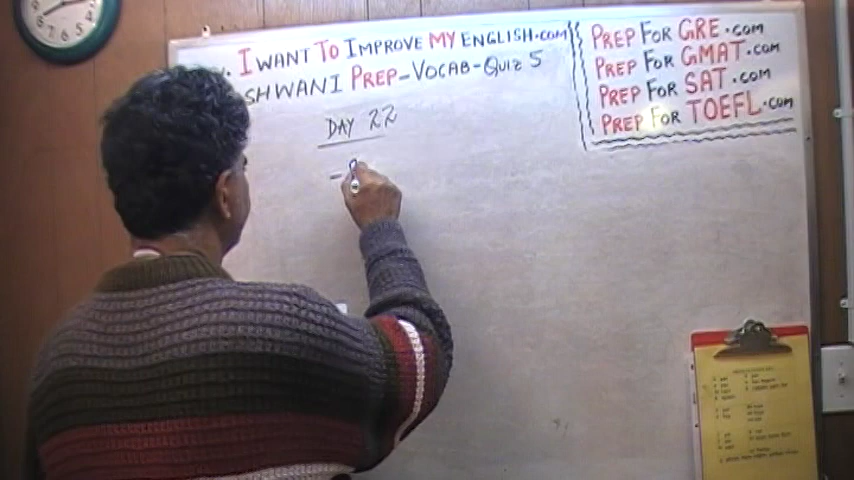 I WANT TO IMPROVE MY ENGLISH.COM
SHWANI PREP-VOCAB-QUIZ 5
DAY 22
PREP FOR GRE.COM
PREP FOR GMAT.COM
PREP FOR SAT.COM
PREP FOR TOEFL.COM